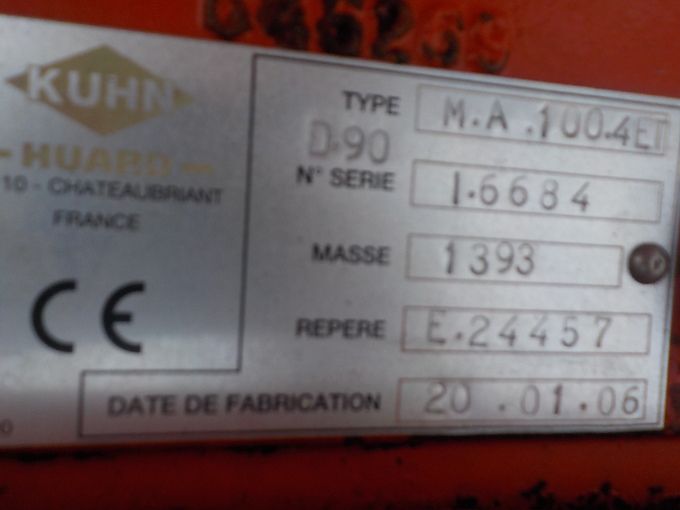 KUHN
- HUARD -
10 - CHATEAUBRIANT
FRANCE
CE
TYPE M.A.100.4ET
D.90
N° SERIE I.6684
MASSE 1393
REPERE E.24457
DATE DE FABRICATION 20.01.06